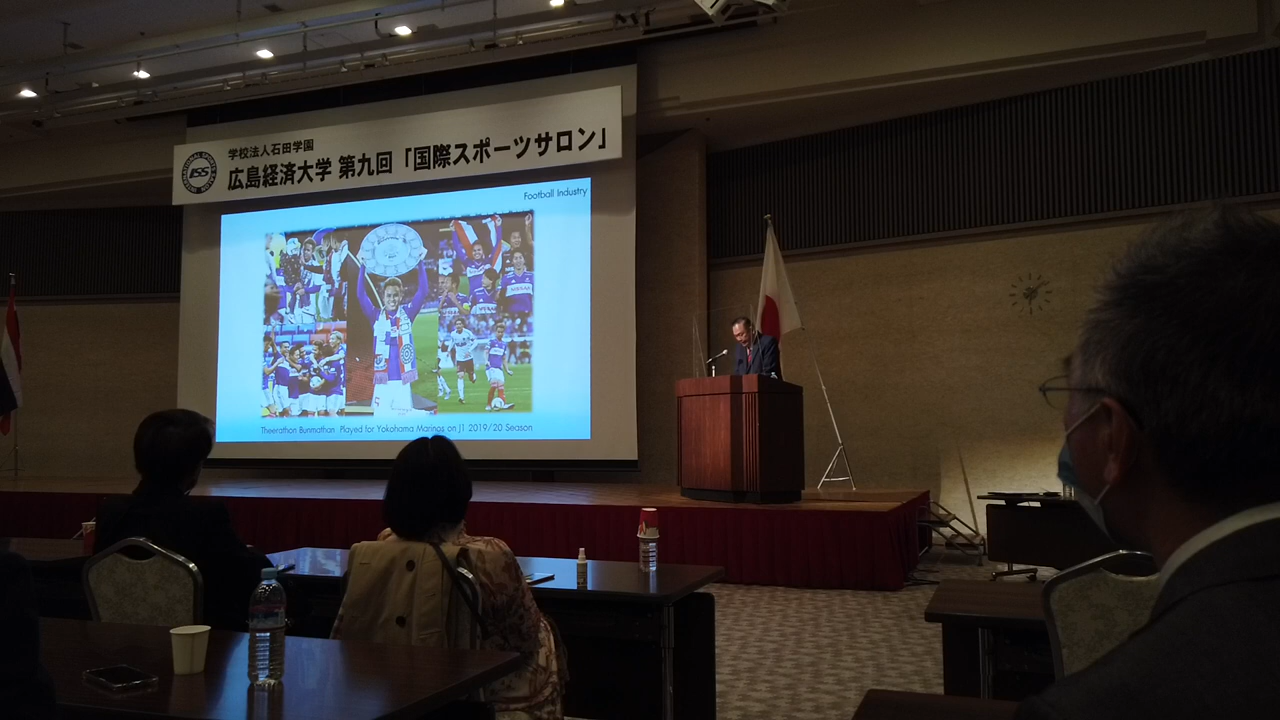 学校法人石田学園
広島経済大学 第九回「国際スポーツサロン」
ISS
Football Industry
Theerathon Bunmathan Played for Yokohama Marinos on J1 2019/20 Season